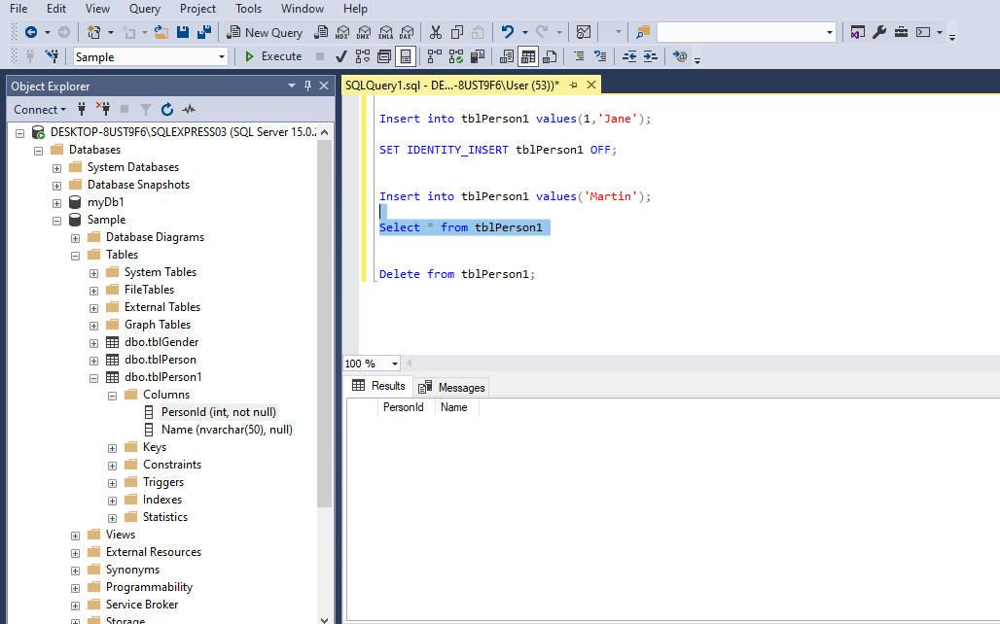 File Edit View Query Project Tools Window Help
New Query MDX DMX XMLA DAX
Sample Execute
Object Explorer
Connect
DESKTOP-8UST9F6\SQLEXPRESS03 (SQL Server 15.0.2
Databases
System Databases
Database Snapshots
myDb1
Sample
Database Diagrams
Tables
System Tables
FileTables
External Tables
Graph Tables
dbo.tblGender
dbo.tblPerson
dbo.tblPerson1
Columns
PersonId (int, not null)
Name (nvarchar(50), null)
Keys
Constraints
Triggers
Indexes
Statistics
Views
External Resources
Synonyms
Programmability
Service Broker
Storage
SQLQuery1.sql - DE...-8UST9F6\User (53))*
Insert into tblPerson1 values(1,'Jane');
SET IDENTITY_INSERT tblPerson1 OFF;
Insert into tblPerson1 values('Martin');
Select * from tblPerson1
Delete from tblPerson1;
100 %
Results Messages
PersonId Name